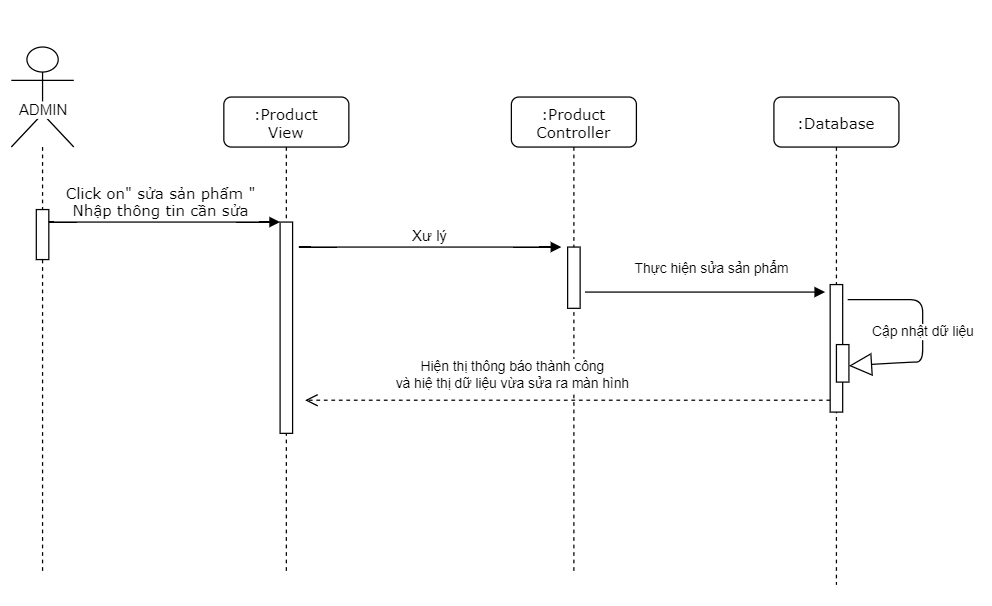 ADMIN
:Product
View
:Product
Controller
:Database
Click on" sửa sản phẩm "
Nhập thông tin cần sửa
Xư lý
Thực hiện sửa sản phẩm
Cập nhật dữ liệu
Hiện thị thông báo thành công
và hiệ thị dữ liệu vừa sửa ra màn hình